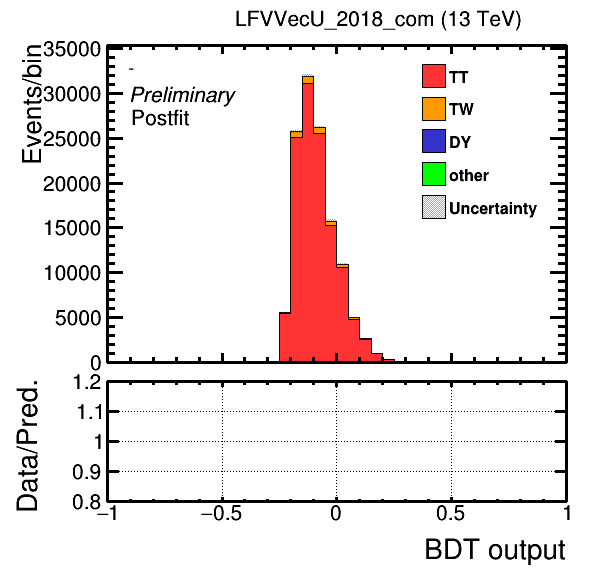 LFVVecU_2018_com (13 TeV)
Events/bin
35000
30000
25000
20000
15000
10000
5000
0
-
Preliminary
Postfit
TT
TW
DY
other
Uncertainty
Data/Pred.
1.2
1.1
1
0.9
0.8
−1
−0.5
0
0.5
1
BDT output